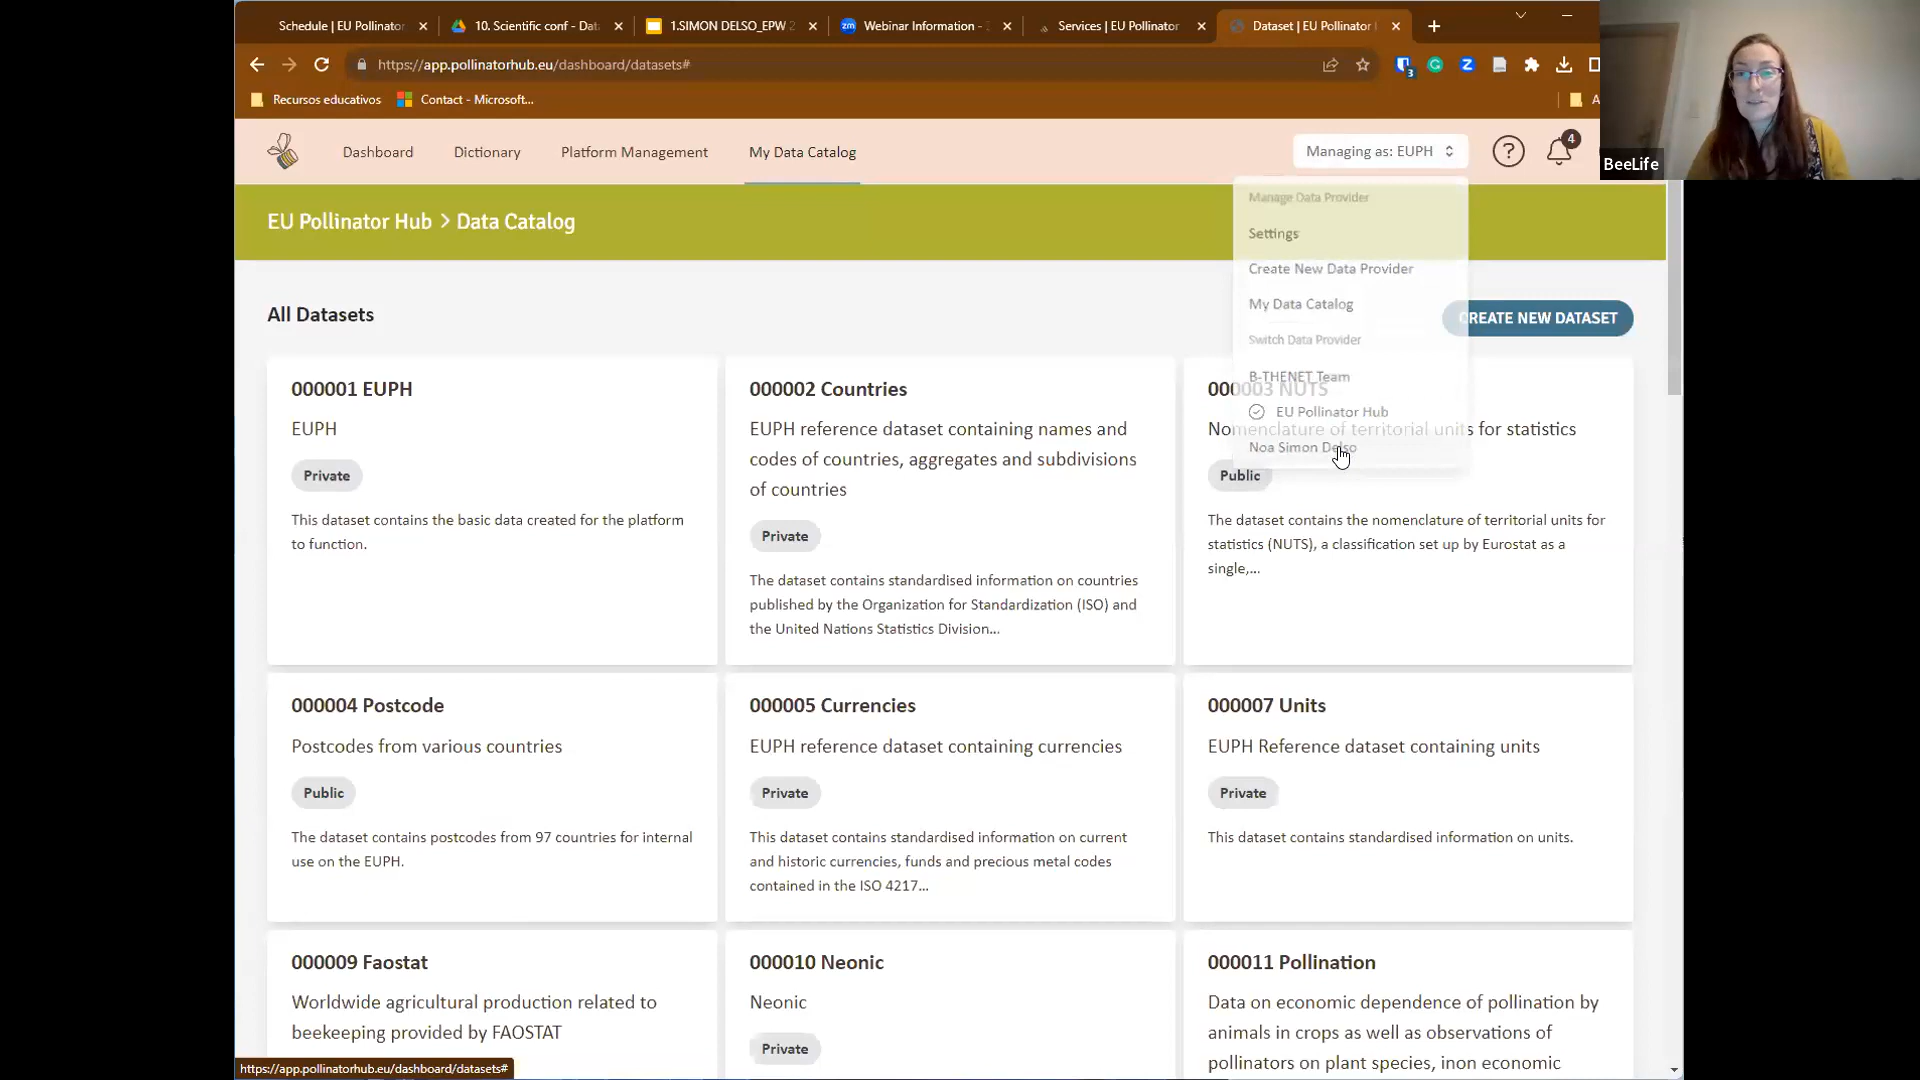 Schedule | EU Pollinator
10. Scientific conf - Dat
1.SIMON DELSO_EPW 2
Webinar Information -
Services | EU Pollinator
Dataset | EU Pollinator
https://app.pollinatorhub.eu/dashboard/datasets#
3
Recursos educativos
Contact - Microsoft...
A
BeeLife
Dashboard
Dictionary
Platform Management
My Data Catalog
Managing as: EUPH
4
EU Pollinator Hub > Data Catalog
Manage Data Provider
Settings
Create New Data Provider
My Data Catalog
Switch Data Provider
B-THENET Team
EU Pollinator Hub
Noa Simon Delso
All Datasets
CREATE NEW DATASET
000001 EUPH
EUPH
Private
This dataset contains the basic data created for the platform
to function.
000002 Countries
EUPH reference dataset containing names and
codes of countries, aggregates and subdivisions
of countries
Private
The dataset contains standardised information on countries
published by the Organization for Standardization (ISO) and
the United Nations Statistics Division...
000003 NUTS
Nomenclature of territorial units for statistics
Public
The dataset contains the nomenclature of territorial units for
statistics (NUTS), a classification set up by Eurostat as a
single,...
000004 Postcode
Postcodes from various countries
Public
The dataset contains postcodes from 97 countries for internal
use on the EUPH.
000005 Currencies
EUPH reference dataset containing currencies
Private
This dataset contains standardised information on current
and historic currencies, funds and precious metal codes
contained in the ISO 4217...
000007 Units
EUPH Reference dataset containing units
Private
This dataset contains standardised information on units.
000009 Faostat
Worldwide agricultural production related to
beekeeping provided by FAOSTAT
000010 Neonic
Neonic
Private
000011 Pollination
Data on economic dependence of pollination by
animals in crops as well as observations of
pollinators on plant species, inon economic
https://app.pollinatorhub.eu/dashboard/datasets#